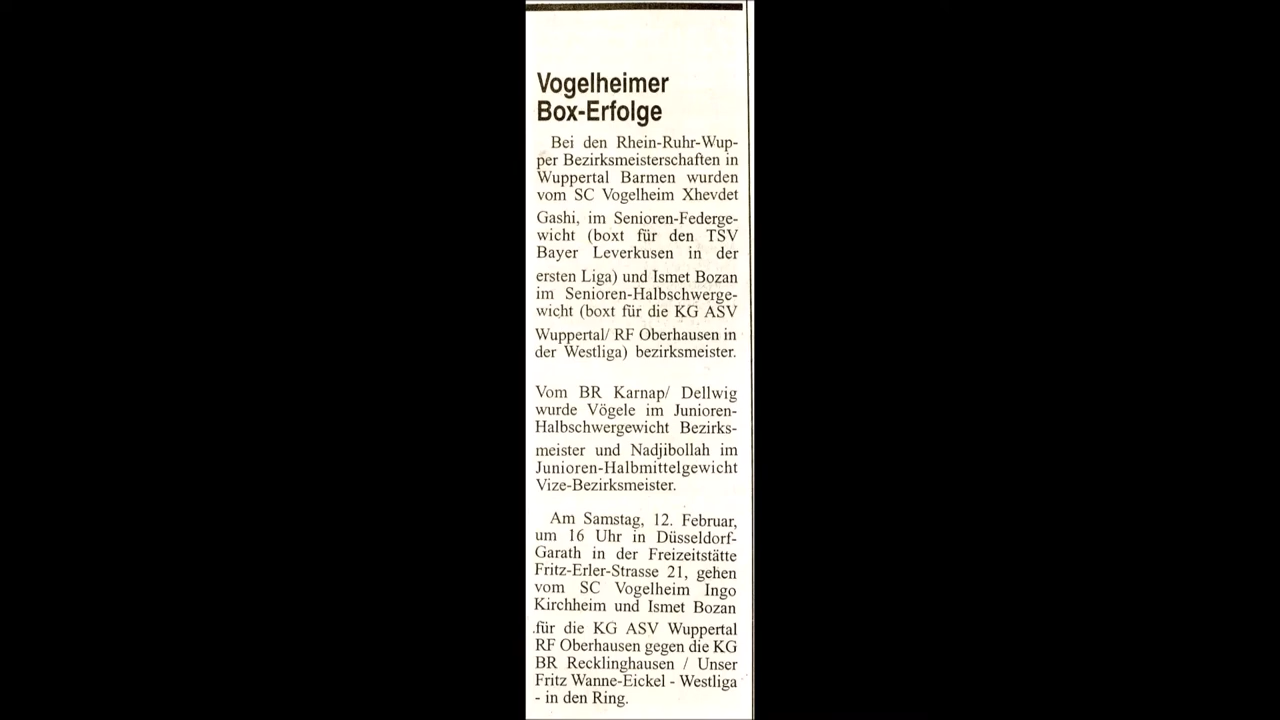 Vogelheimer
Box-Erfolge
Bei den Rhein-Ruhr-Wup-
per Bezirksmeisterschaften in
Wuppertal Barmen wurden
vom SC Vogelheim Xhevdet
Gashi, im Senioren-Federge-
wicht (boxt für den TSV
Bayer Leverkusen in der
ersten Liga) und Ismet Bozan
im Senioren-Halbschwerge-
wicht (boxt für die KG ASV
Wuppertal/ RF Oberhausen in
der Westliga) bezirksmeister.
Vom BR Karnap/ Dellwig
wurde Vögele im Junioren-
Halbschwergewicht Bezirks-
meister und Nadjibollah im
Junioren-Halbmittelgewicht
Vize-Bezirksmeister.
Am Samstag, 12. Februar,
um 16 Uhr in Düsseldorf-
Garath in der Freizeitstätte
Fritz-Erler-Strasse 21, gehen
vom SC Vogelheim Ingo
Kirchheim und Ismet Bozan
für die KG ASV Wuppertal
RF Oberhausen gegen die KG
BR Recklinghausen / Unser
Fritz Wanne-Eickel - Westliga
- in den Ring.